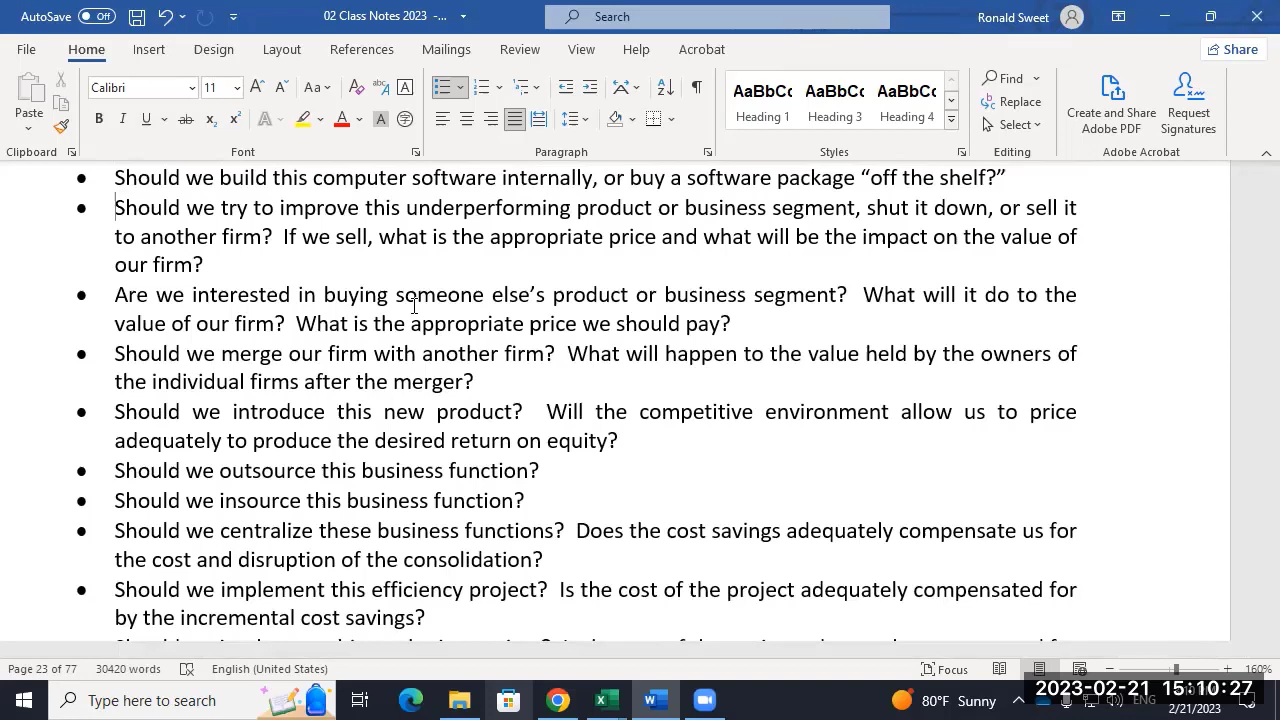 AutoSave Off 02 Class Notes 2023 -... Search Ronald Sweet
File Home Insert Design Layout References Mailings Review View Help Acrobat Share
Paste Calibri 11 Aa AaBbCc AaBbCc AaBbCc Find Replace Select Create and Share Adobe PDF Request Signatures
Heading 1 Heading 3 Heading 4
Clipboard Font Paragraph Styles Editing Adobe Acrobat
• Should we build this computer software internally, or buy a software package “off the shelf?”
• Should we try to improve this underperforming product or business segment, shut it down, or sell it
to another firm? If we sell, what is the appropriate price and what will be the impact on the value of
our firm?
• Are we interested in buying someone else’s product or business segment? What will it do to the
value of our firm? What is the appropriate price we should pay?
• Should we merge our firm with another firm? What will happen to the value held by the owners of
the individual firms after the merger?
• Should we introduce this new product? Will the competitive environment allow us to price
adequately to produce the desired return on equity?
• Should we outsource this business function?
• Should we insource this business function?
• Should we centralize these business functions? Does the cost savings adequately compensate us for
the cost and disruption of the consolidation?
• Should we implement this efficiency project? Is the cost of the project adequately compensated for
by the incremental cost savings?
Page 23 of 77 30420 words English (United States) Focus 160%
Type here to search 80°F Sunny ENG
2023-02-21 15:10:27
2/21/2023